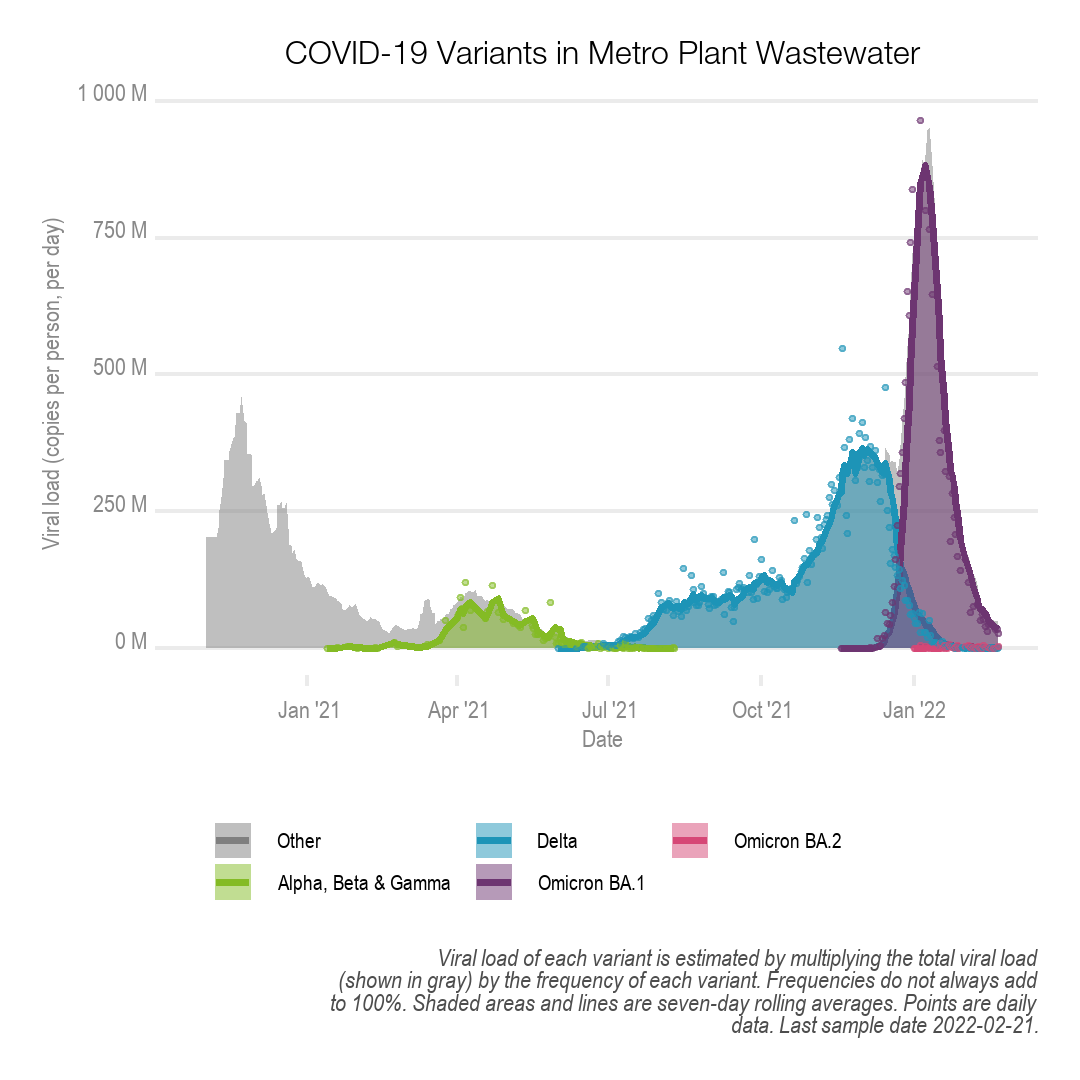 COVID-19 Variants in Metro Plant Wastewater
1 000 M
750 M
500 M
250 M
0 M
Viral load (copies per person, per day)
Jan '21
Apr '21
Jul '21
Oct '21
Jan '22
Date
Other
Delta
Omicron BA.2
Alpha, Beta & Gamma
Omicron BA.1
Viral load of each variant is estimated by multiplying the total viral load
(shown in gray) by the frequency of each variant. Frequencies do not always add
to 100%. Shaded areas and lines are seven-day rolling averages. Points are daily
data. Last sample date 2022-02-21.